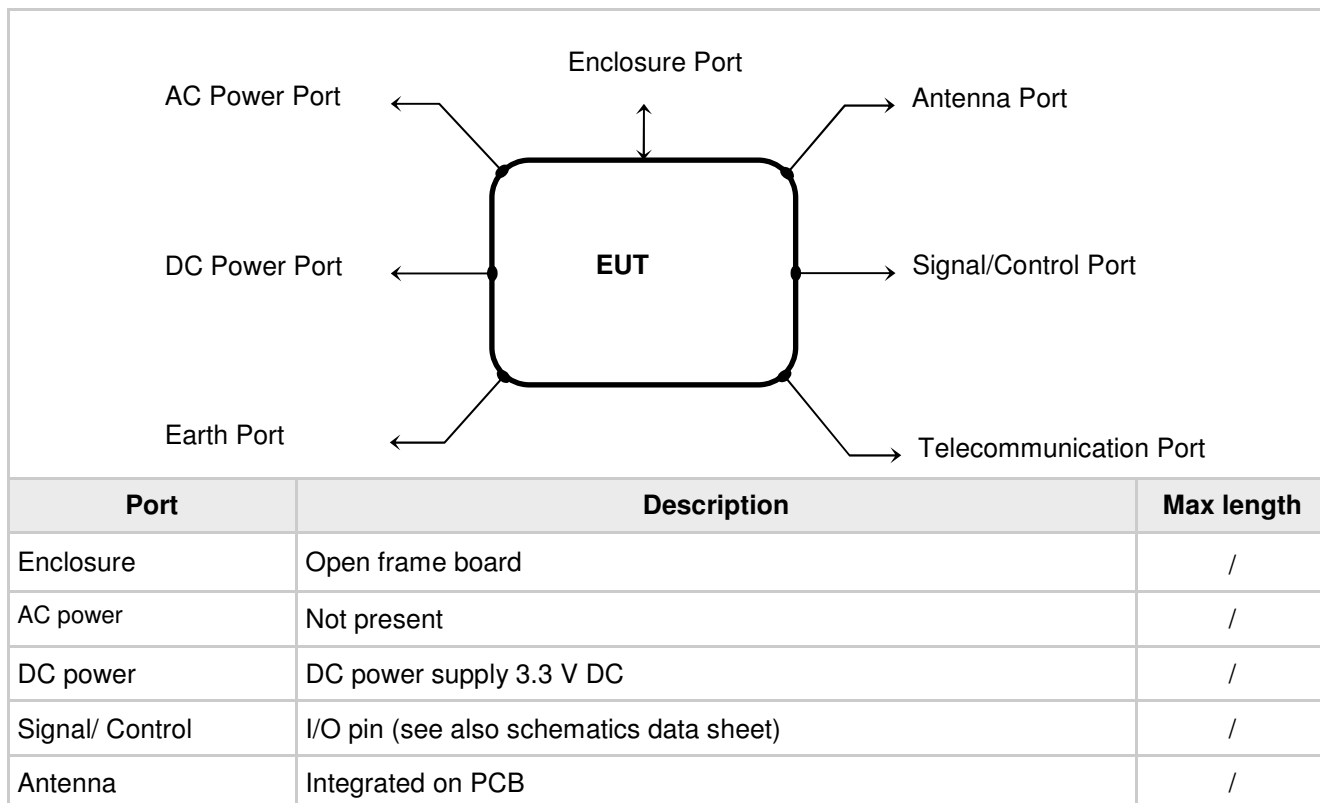 Enclosure Port
AC Power Port
Antenna Port
DC Power Port
EUT
Signal/Control Port
Earth Port
Telecommunication Port
Port Description Max length
Enclosure Open frame board /
AC power Not present /
DC power DC power supply 3.3 V DC /
Signal/ Control I/O pin (see also schematics data sheet) /
Antenna Integrated on PCB /